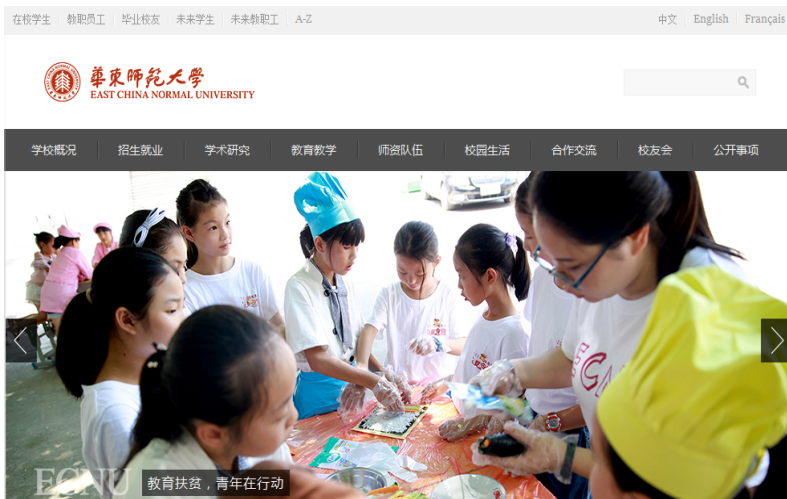 在校学生 教职员工 毕业校友 未来学生 未来教职工 A-Z 中文 English Français
華東師範大學
EAST CHINA NORMAL UNIVERSITY
学校概况 招生就业 学术研究 教育教学 师资队伍 校园生活 合作交流 校友会 公开事项
ECNU
教育扶贫，青年在行动